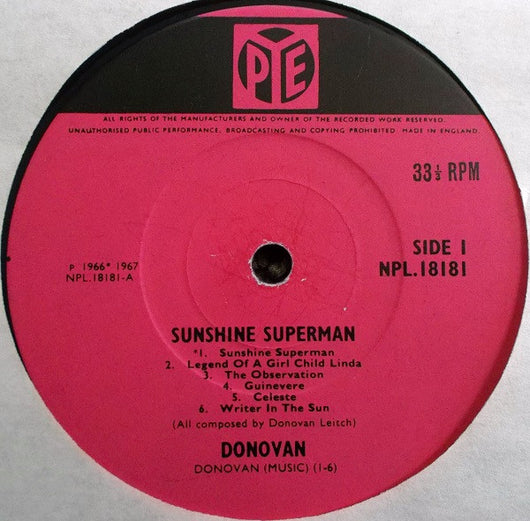 PYE
ALL RIGHTS OF THE MANUFACTURERS AND OWNER OF THE RECORDED WORK RESERVED.
UNAUTHORISED PUBLIC PERFORMANCE, BROADCASTING AND COPYING PROHIBITED. MADE IN ENGLAND.
33⅓ RPM
SIDE 1
NPL.18181
P 1966* 1967
NPL.18181-A
SUNSHINE SUPERMAN
*1. Sunshine Superman
2. Legend Of A Girl Child Linda
3. The Observation
4. Guinevere
5. Celeste
6. Writer In The Sun
(All composed by Donovan Leitch)
DONOVAN
DONOVAN (MUSIC) (1-6)